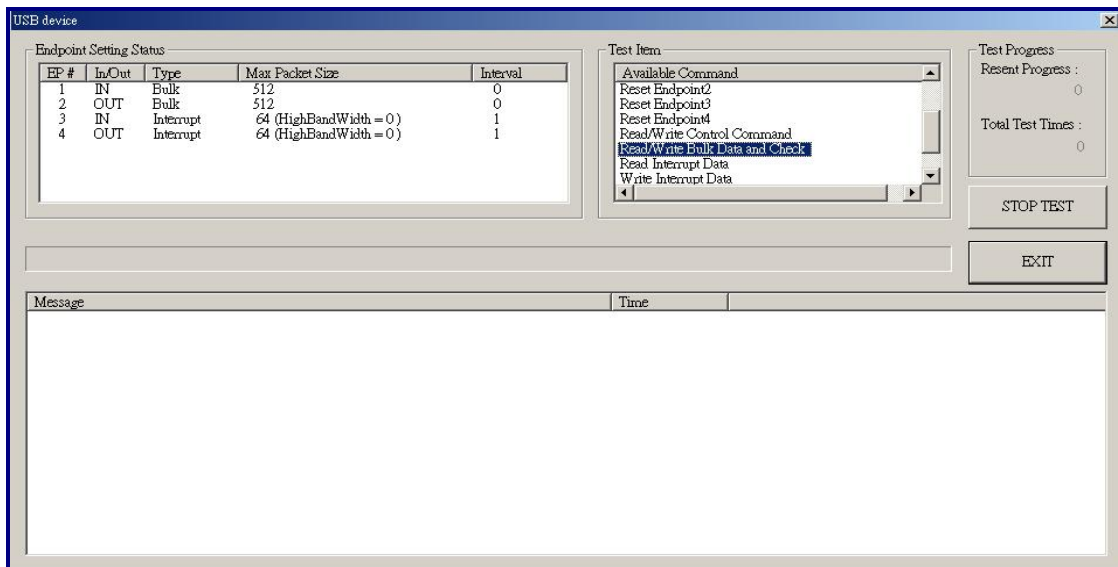 USB device
Endpoint Setting Status
EP # In/Out Type Max Packet Size Interval
1 IN Bulk 512 0
2 OUT Bulk 512 0
3 IN Interrupt 64 (HighBandWidth = 0 ) 1
4 OUT Interrupt 64 (HighBandWidth = 0 ) 1
Test Item
Available Command
Reset Endpoint2
Reset Endpoint3
Reset Endpoint4
Read/Write Control Command
Read/Write Bulk Data and Check
Read Interrupt Data
Write Interrupt Data
Test Progress
Resent Progress :
0
Total Test Times :
0
STOP TEST
EXIT
Message Time